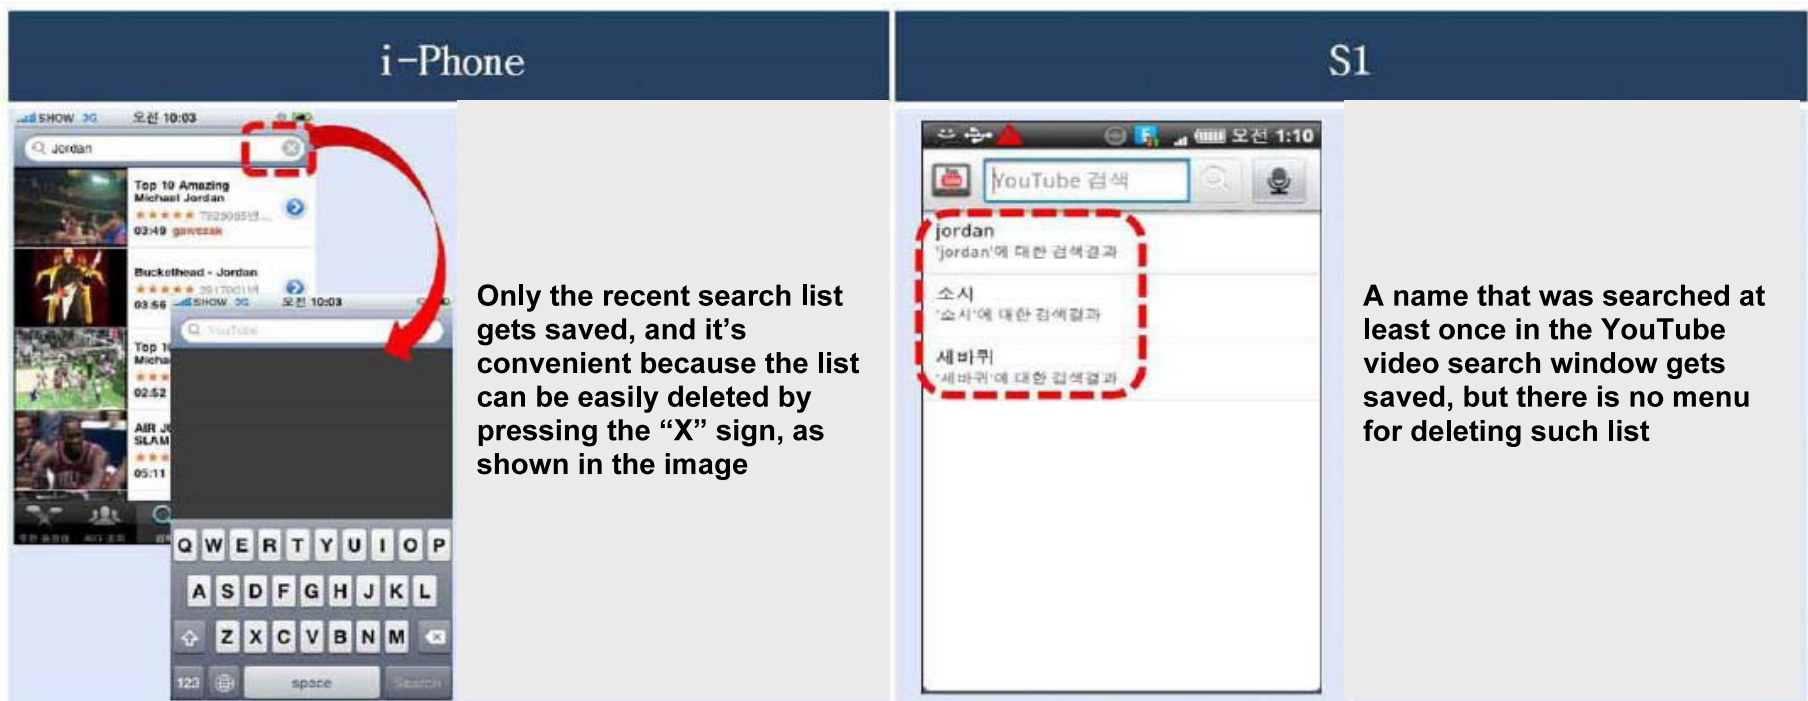 i-Phone
S1
SHOW 3G 오전 10:03
Jordan
Top 10 Amazing
Michael Jordan
03:49 gawczak
Buckethead - Jordan
03:56
Top 10
02:52
AIR
SLAM
05:11
SHOW 3G 오전 10:03
YouTube
Q W E R T Y U I O P
A S D F G H J K L
Z X C V B N M
123 space Search
Only the recent search list
gets saved, and it’s
convenient because the list
can be easily deleted by
pressing the “X” sign, as
shown in the image
오전 1:10
YouTube 검색
jordan
'jordan'에 대한 검색결과
소시
'소시'에 대한 검색결과
세바퀴
'세바퀴'에 대한 검색결과
A name that was searched at
least once in the YouTube
video search window gets
saved, but there is no menu
for deleting such list